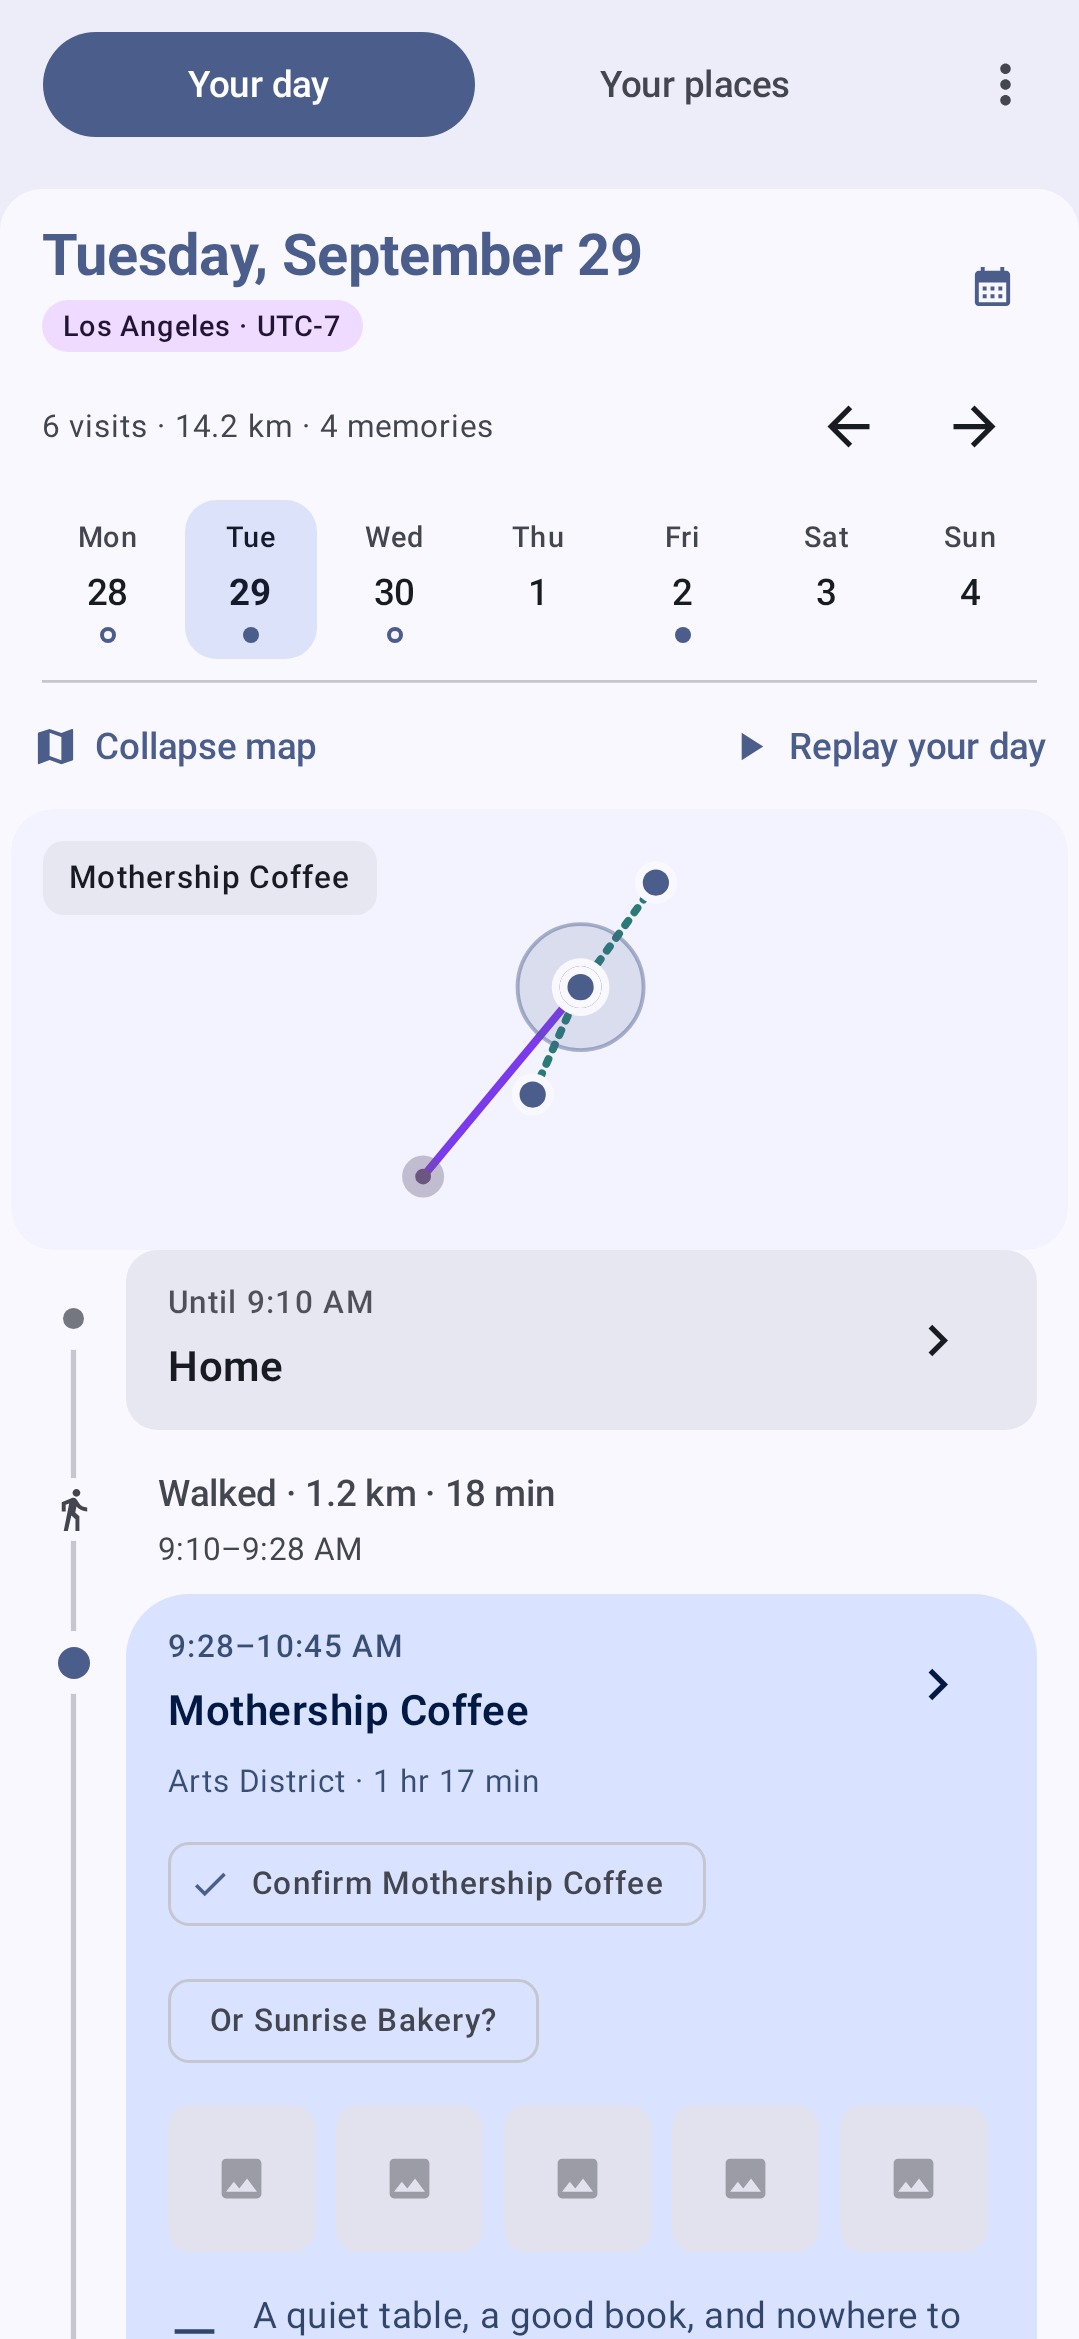 Your day
Your places
Tuesday, September 29
Los Angeles · UTC-7
6 visits · 14.2 km · 4 memories
Mon Tue Wed Thu Fri Sat Sun
28 29 30 1 2 3 4
Collapse map
Replay your day
Mothership Coffee
Until 9:10 AM
Home
Walked · 1.2 km · 18 min
9:10–9:28 AM
9:28–10:45 AM
Mothership Coffee
Arts District · 1 hr 17 min
Confirm Mothership Coffee
Or Sunrise Bakery?
A quiet table, a good book, and nowhere to